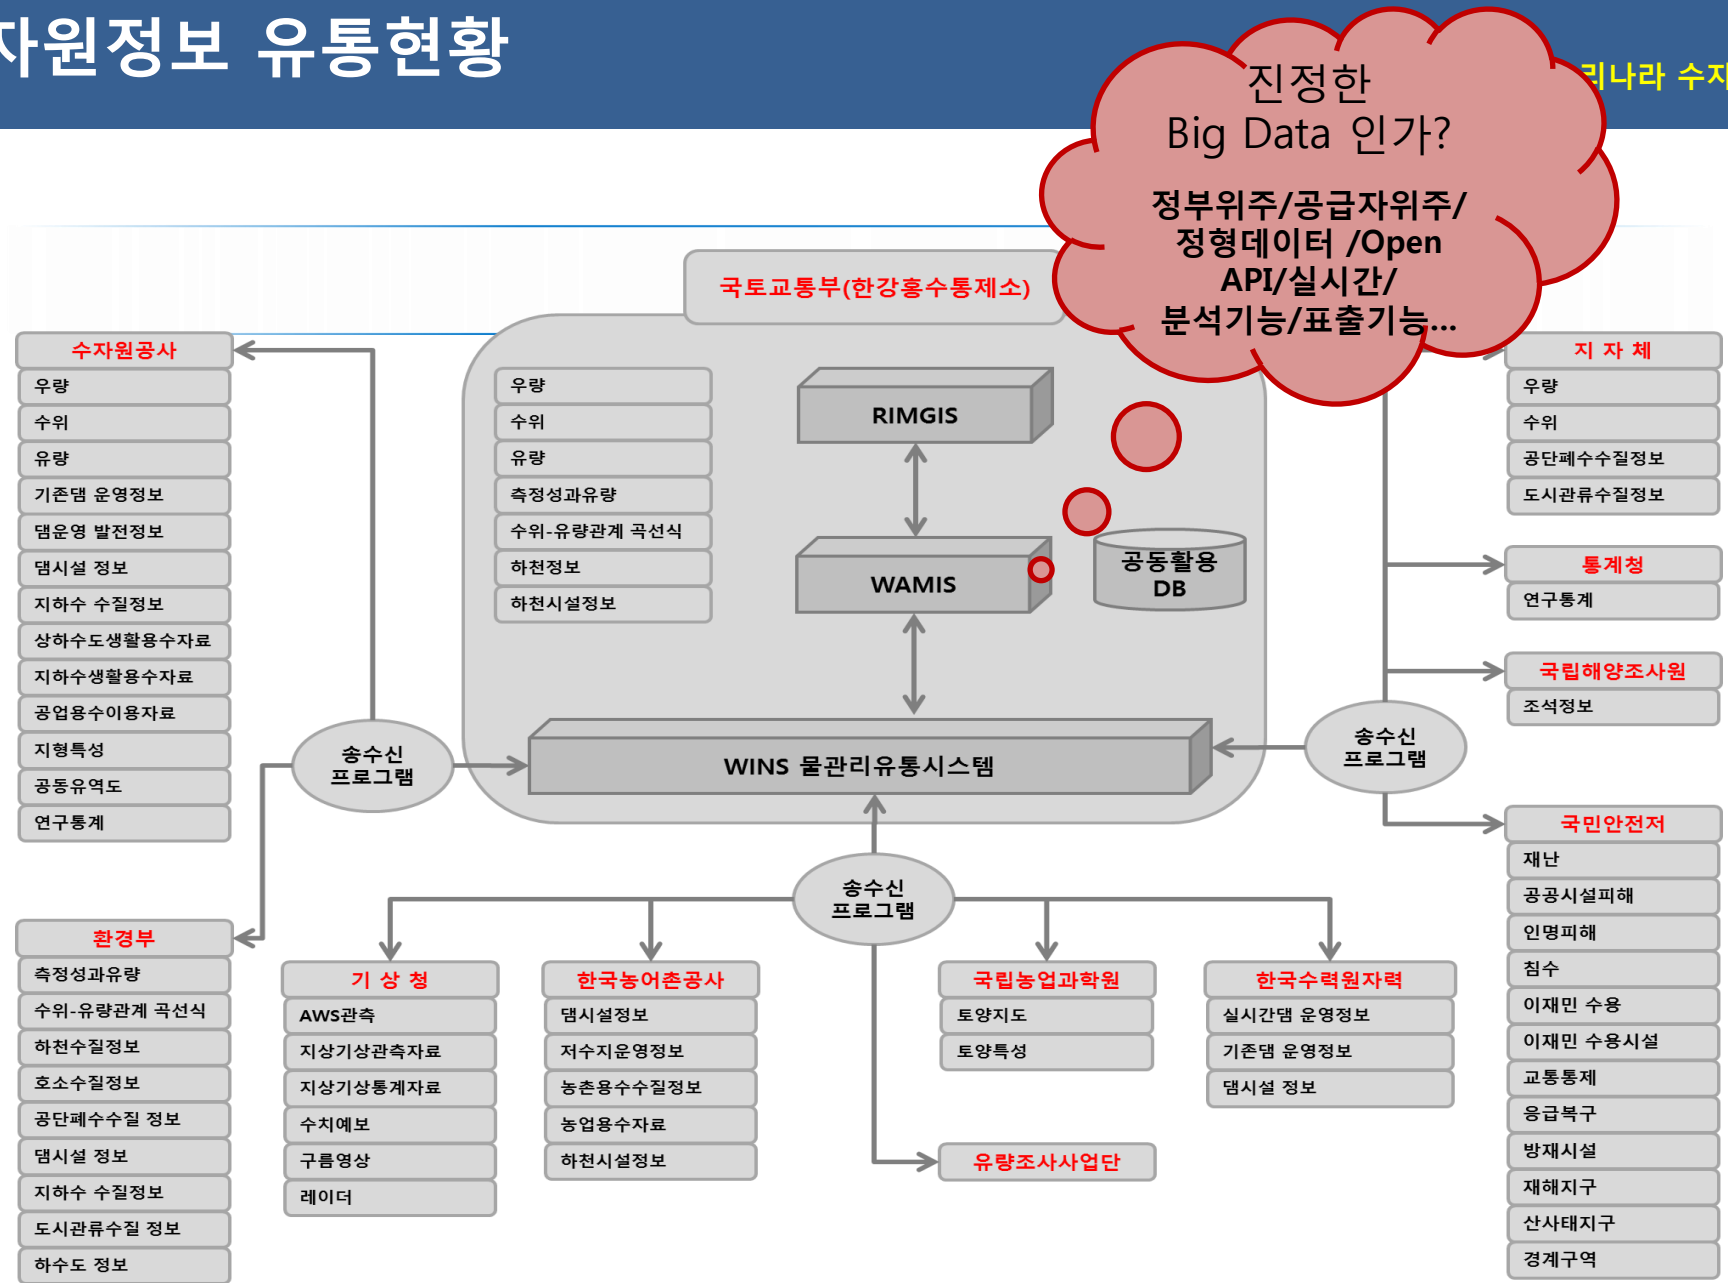 자원정보 유통현황
리나라 수자
진정한
Big Data 인가?
정부위주/공급자위주/
정형데이터 /Open
API/실시간/
분석기능/표출기능...
국토교통부(한강홍수통제소)
수자원공사
우량
수위
유량
기존댐 운영정보
댐운영 발전정보
댐시설 정보
지하수 수질정보
상하수도생활용수자료
지하수생활용수자료
공업용수이용자료
지형특성
공동유역도
연구통계
우량
수위
유량
측정성과유량
수위-유량관계 곡선식
하천정보
하천시설정보
RIMGIS
WAMIS
공동활용
DB
WINS 물관리유통시스템
송수신
프로그램
송수신
프로그램
송수신
프로그램
지 자 체
우량
수위
공단폐수수질정보
도시관류수질정보
통계청
연구통계
국립해양조사원
조석정보
국민안전저
재난
공공시설피해
인명피해
침수
이재민 수용
이재민 수용시설
교통통제
응급복구
방재시설
재해지구
산사태지구
경계구역
환경부
측정성과유량
수위-유량관계 곡선식
하천수질정보
호소수질정보
공단폐수수질 정보
댐시설 정보
지하수 수질정보
도시관류수질 정보
하수도 정보
기 상 청
AWS관측
지상기상관측자료
지상기상통계자료
수치예보
구름영상
레이더
한국농어촌공사
댐시설정보
저수지운영정보
농촌용수수질정보
농업용수자료
하천시설정보
국립농업과학원
토양지도
토양특성
유량조사사업단
한국수력원자력
실시간댐 운영정보
기존댐 운영정보
댐시설 정보